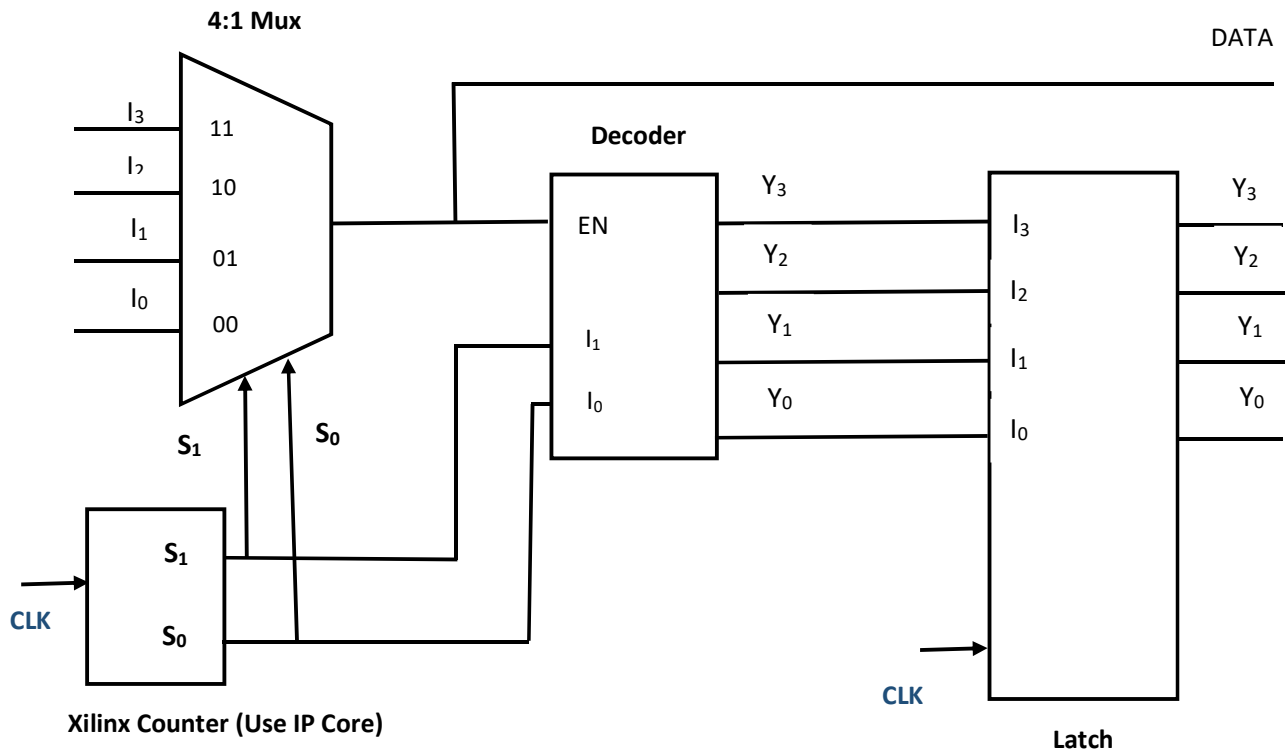 4:1 Mux
DATA
I₃
11
Decoder
I₂
10
Y₃
Y₃
I₁
EN
I₃
01
Y₂
Y₂
I₀
I₂
00
Y₁
Y₁
I₁
I₁
I₀
Y₀
Y₀
S₁
S₀
I₀
S₁
CLK
S₀
CLK
Xilinx Counter (Use IP Core)
Latch